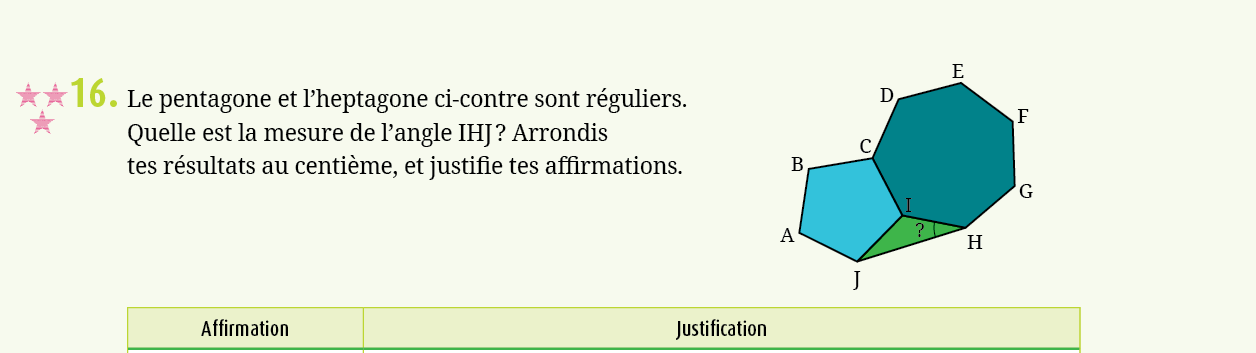 16. Le pentagone et l’heptagone ci-contre sont réguliers.
Quelle est la mesure de l’angle IHJ ? Arrondis
tes résultats au centième, et justifie tes affirmations.
E
D
F
C
B
G
I
?
A
H
J
Affirmation
Justification